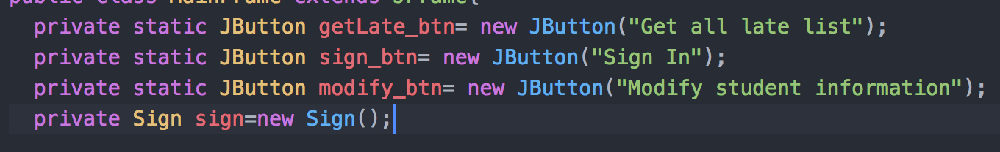 public class MainFrame extends JFrame{
private static JButton getLate_btn= new JButton("Get all late list");
private static JButton sign_btn= new JButton("Sign In");
private static JButton modify_btn= new JButton("Modify student information");
private Sign sign=new Sign();